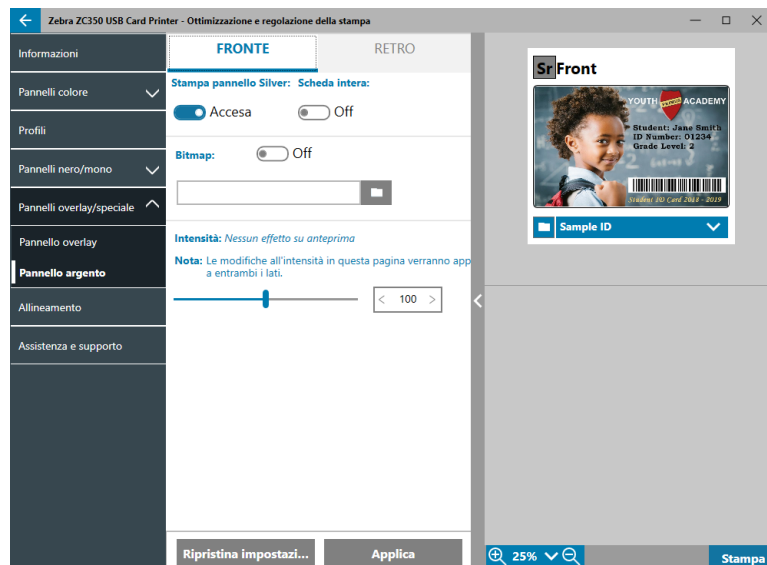 Zebra ZC350 USB Card Printer - Ottimizzazione e regolazione della stampa
Informazioni
Pannelli colore
Profili
Pannelli nero/mono
Pannelli overlay/speciale
Pannello overlay
Pannello argento
Allineamento
Assistenza e supporto
FRONTE RETRO
Stampa pannello Silver: Scheda intera:
Accesa Off
Bitmap: Off
Intensità: Nessun effetto su anteprima
Nota: Le modifiche all'intensità in questa pagina verranno app
a entrambi i lati.
< 100 >
Ripristina impostazi... Applica
Sr Front
YOUTH ACADEMY
Student: Jane Smith
ID Number: 01234
Grade Level: 2
Student ID Card 2018 - 2019
Sample ID
25%
Stampa